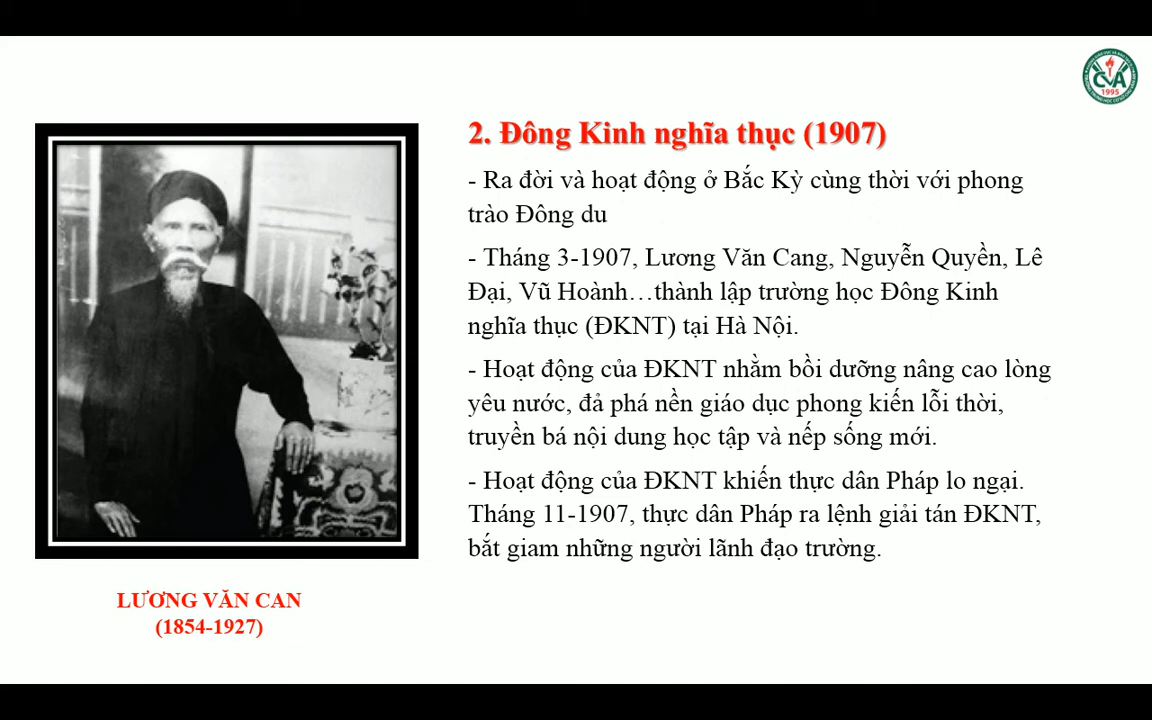 CVA
1995
2. Đông Kinh nghĩa thục (1907)
- Ra đời và hoạt động ở Bắc Kỳ cùng thời với phong
trào Đông du
- Tháng 3-1907, Lương Văn Cang, Nguyễn Quyền, Lê
Đại, Vũ Hoành…thành lập trường học Đông Kinh
nghĩa thục (ĐKNT) tại Hà Nội.
- Hoạt động của ĐKNT nhằm bồi dưỡng nâng cao lòng
yêu nước, đả phá nền giáo dục phong kiến lỗi thời,
truyền bá nội dung học tập và nếp sống mới.
- Hoạt động của ĐKNT khiến thực dân Pháp lo ngại.
Tháng 11-1907, thực dân Pháp ra lệnh giải tán ĐKNT,
bắt giam những người lãnh đạo trường.
LƯƠNG VĂN CAN
(1854-1927)